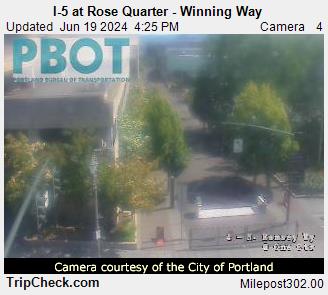 I-5 at Rose Quarter - Winning Way
Updated Jun 19 2024 4:25 PM Camera 4
PBOT
PORTLAND BUREAU OF TRANSPORTATION
Camera courtesy of the City of Portland
TripCheck.com Milepost302.00